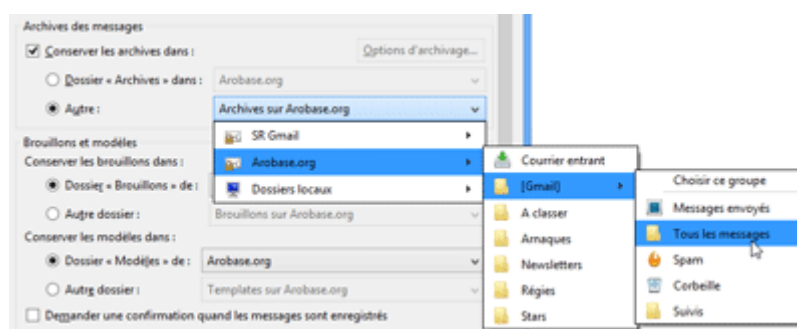 Archives des messages
Conserver les archives dans :
Options d'archivage...
Dossier « Archives » dans :
Arobase.org
Autre :
Archives sur Arobase.org
SR Gmail
Brouillons et modèles
Conserver les brouillons dans :
Arobase.org
Courrier entrant
Dossier « Brouillons » de :
Dossiers locaux
[Gmail]
Choisir ce groupe
Autre dossier :
Brouillons sur Arobase.org
A classer
Messages envoyés
Conserver les modèles dans :
Arnaques
Tous les messages
Dossier « Modèles » de :
Arobase.org
Newsletters
Spam
Autre dossier :
Templates sur Arobase.org
Régies
Corbeille
Demander une confirmation quand les messages sont enregistrés
Stars
Suivis